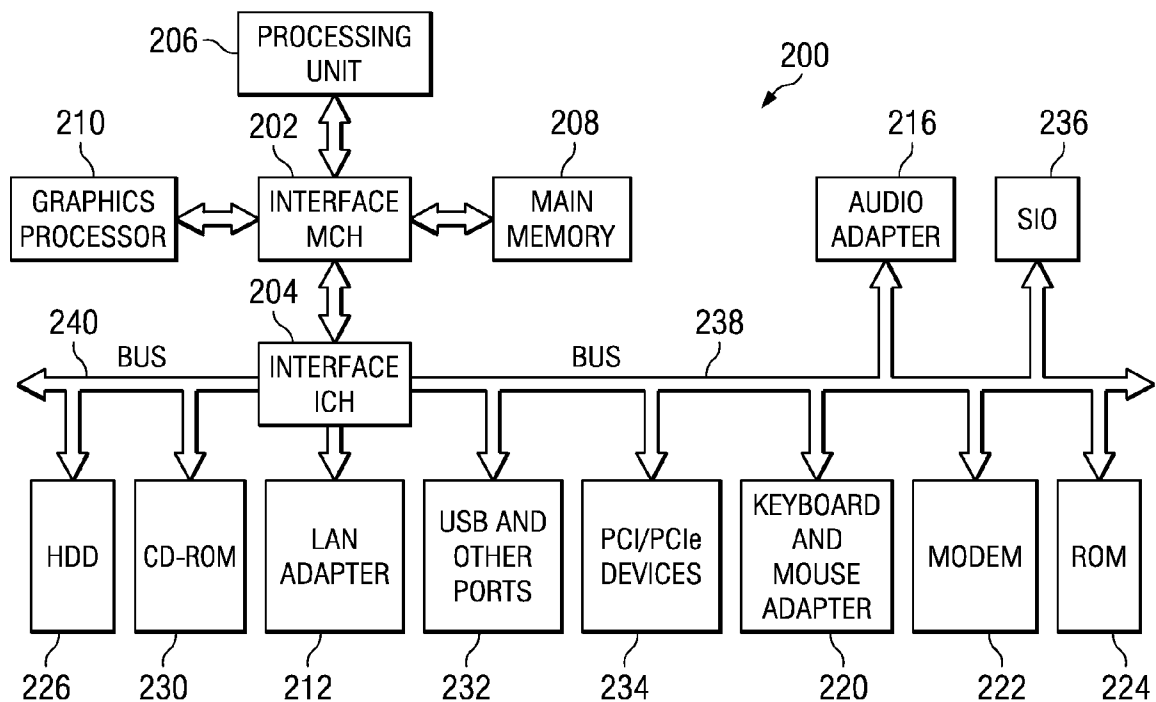 206
PROCESSING
UNIT
200
210
202
208
216
236
GRAPHICS
PROCESSOR
INTERFACE
MCH
MAIN
MEMORY
AUDIO
ADAPTER
SIO
204
240
BUS
238
BUS
INTERFACE
ICH
HDD
CD-ROM
LAN
ADAPTER
USB AND
OTHER
PORTS
PCI/PCIe
DEVICES
KEYBOARD
AND
MOUSE
ADAPTER
MODEM
ROM
226
230
212
232
234
220
222
224